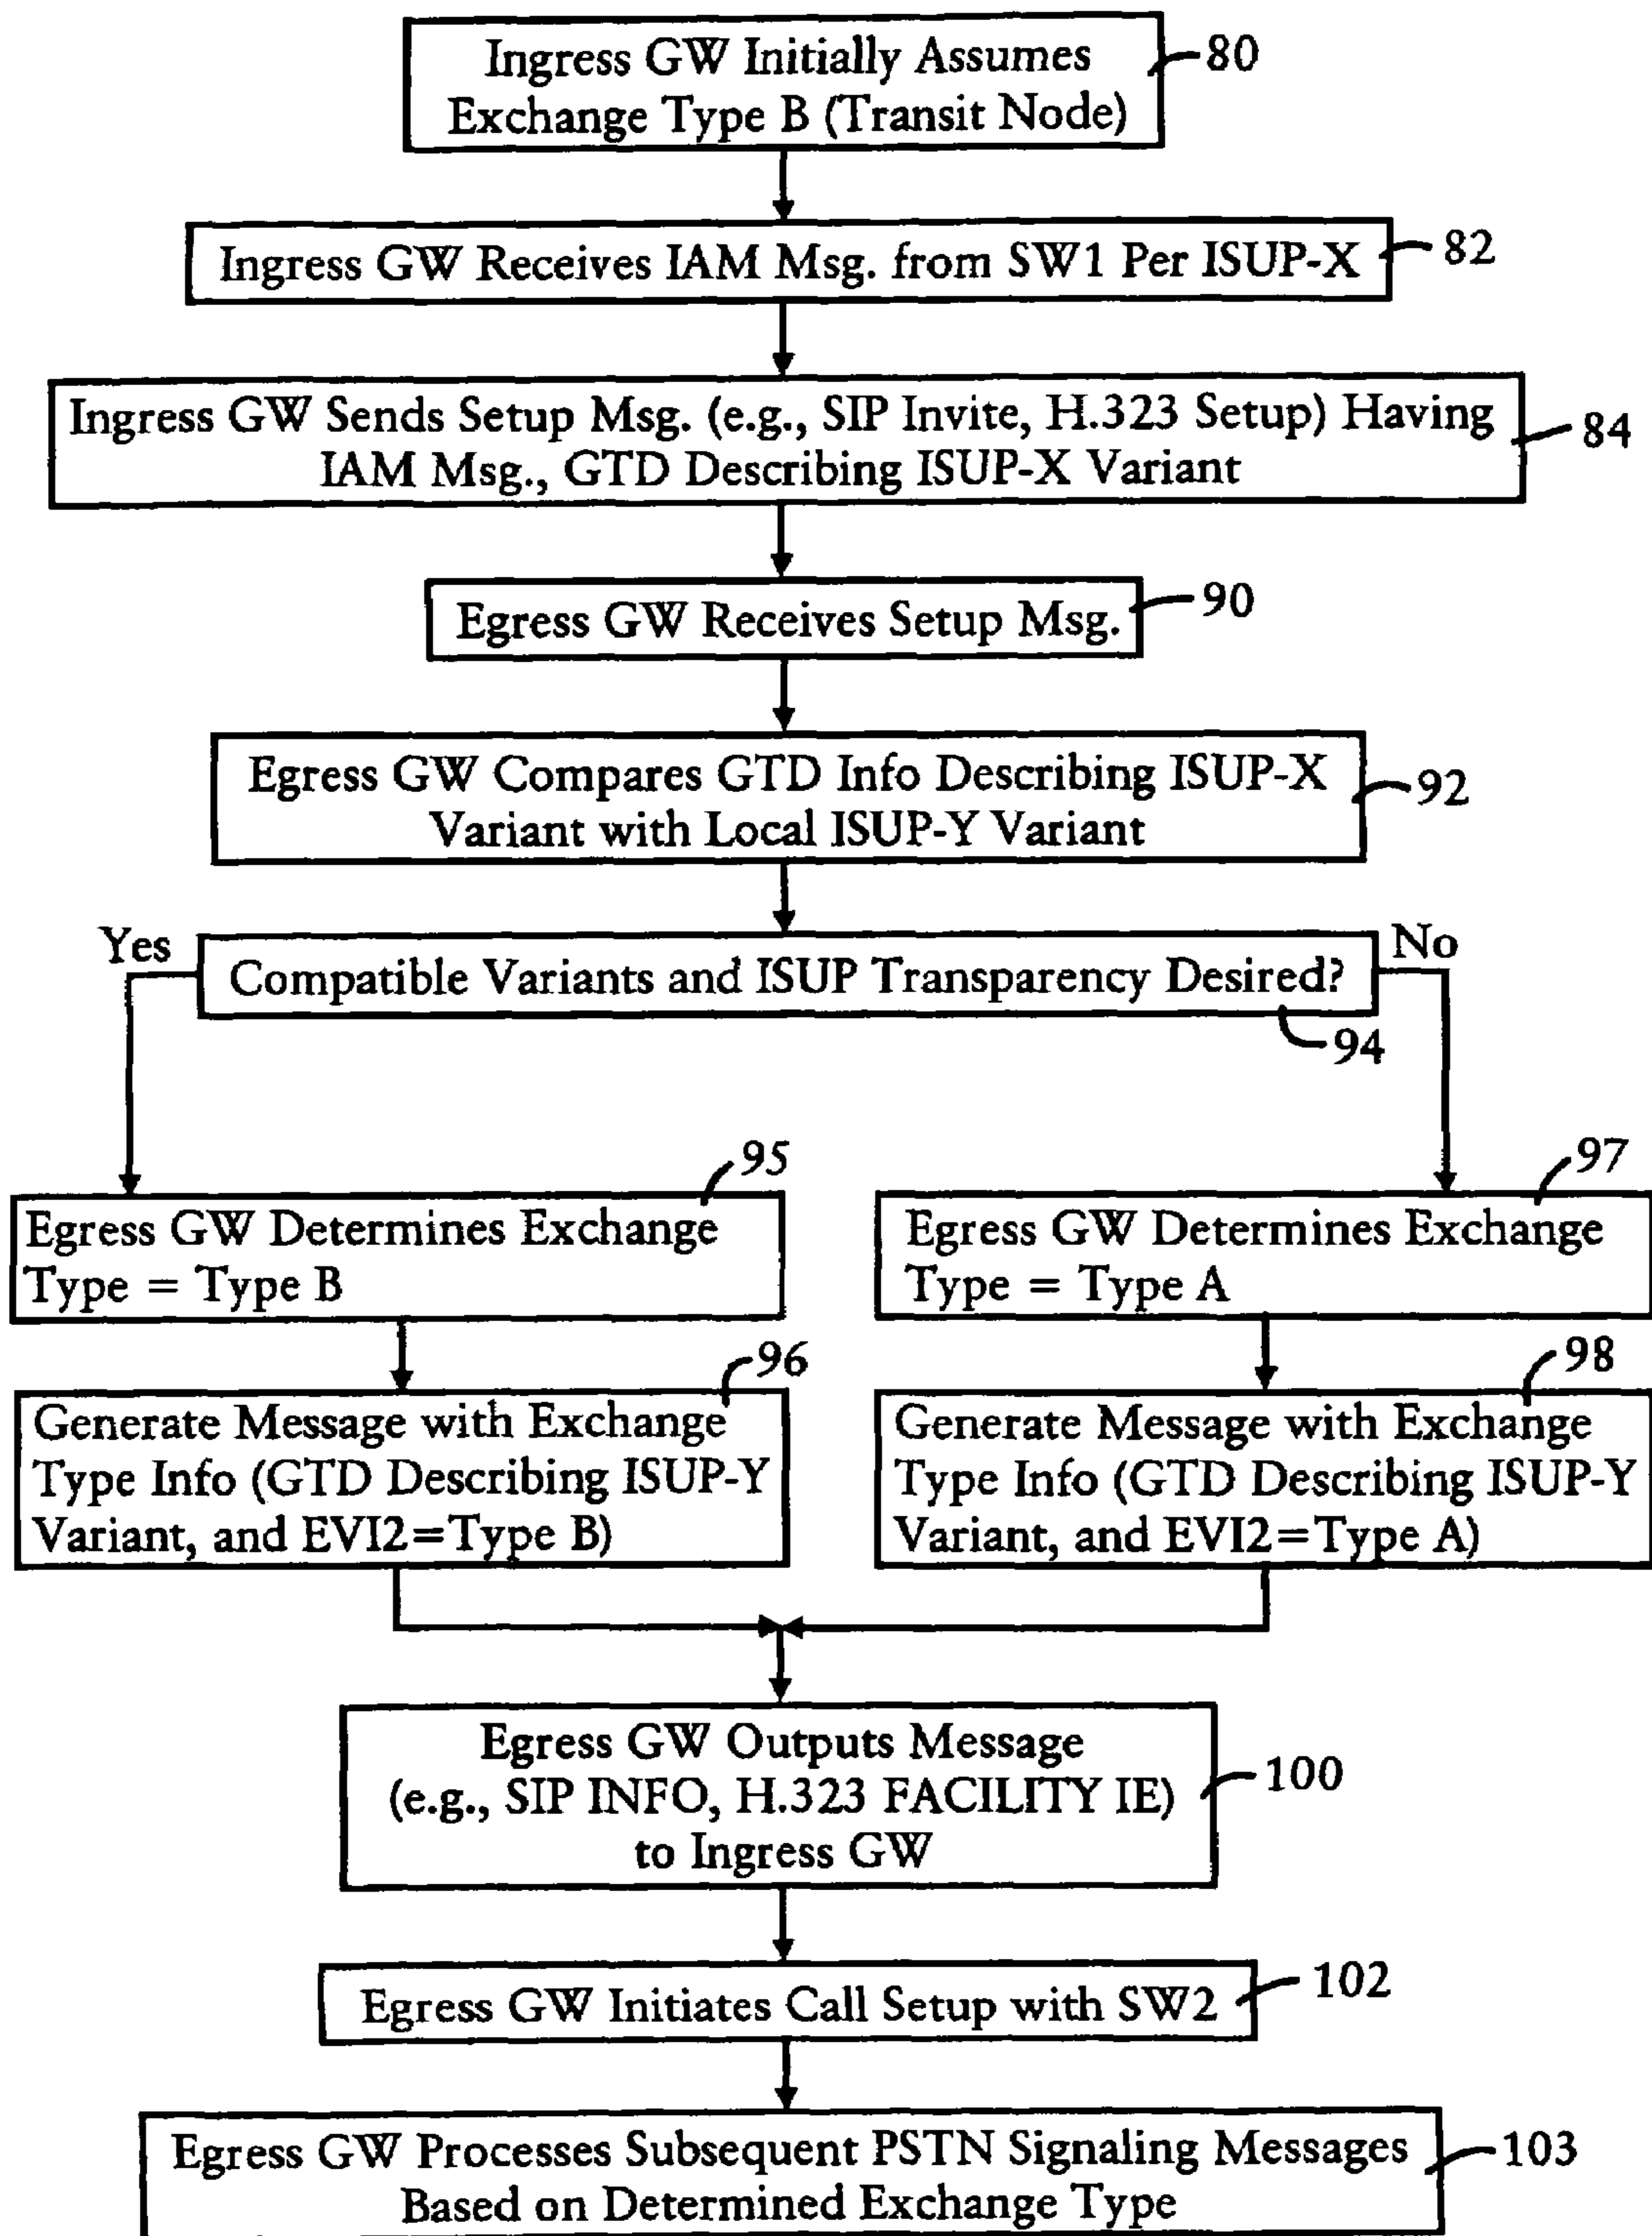 Ingress GW Initially Assumes
Exchange Type B (Transit Node)
80
Ingress GW Receives IAM Msg. from SW1 Per ISUP-X
82
Ingress GW Sends Setup Msg. (e.g., SIP Invite, H.323 Setup) Having
IAM Msg., GTD Describing ISUP-X Variant
84
Egress GW Receives Setup Msg.
90
Egress GW Compares GTD Info Describing ISUP-X
Variant with Local ISUP-Y Variant
92
Yes
Compatible Variants and ISUP Transparency Desired?
No
94
95
Egress GW Determines Exchange
Type = Type B
97
Egress GW Determines Exchange
Type = Type A
96
Generate Message with Exchange
Type Info (GTD Describing ISUP-Y
Variant, and EVI2=Type B)
98
Generate Message with Exchange
Type Info (GTD Describing ISUP-Y
Variant, and EVI2=Type A)
Egress GW Outputs Message
(e.g., SIP INFO, H.323 FACILITY IE)
to Ingress GW
100
Egress GW Initiates Call Setup with SW2
102
Egress GW Processes Subsequent PSTN Signaling Messages
Based on Determined Exchange Type
103